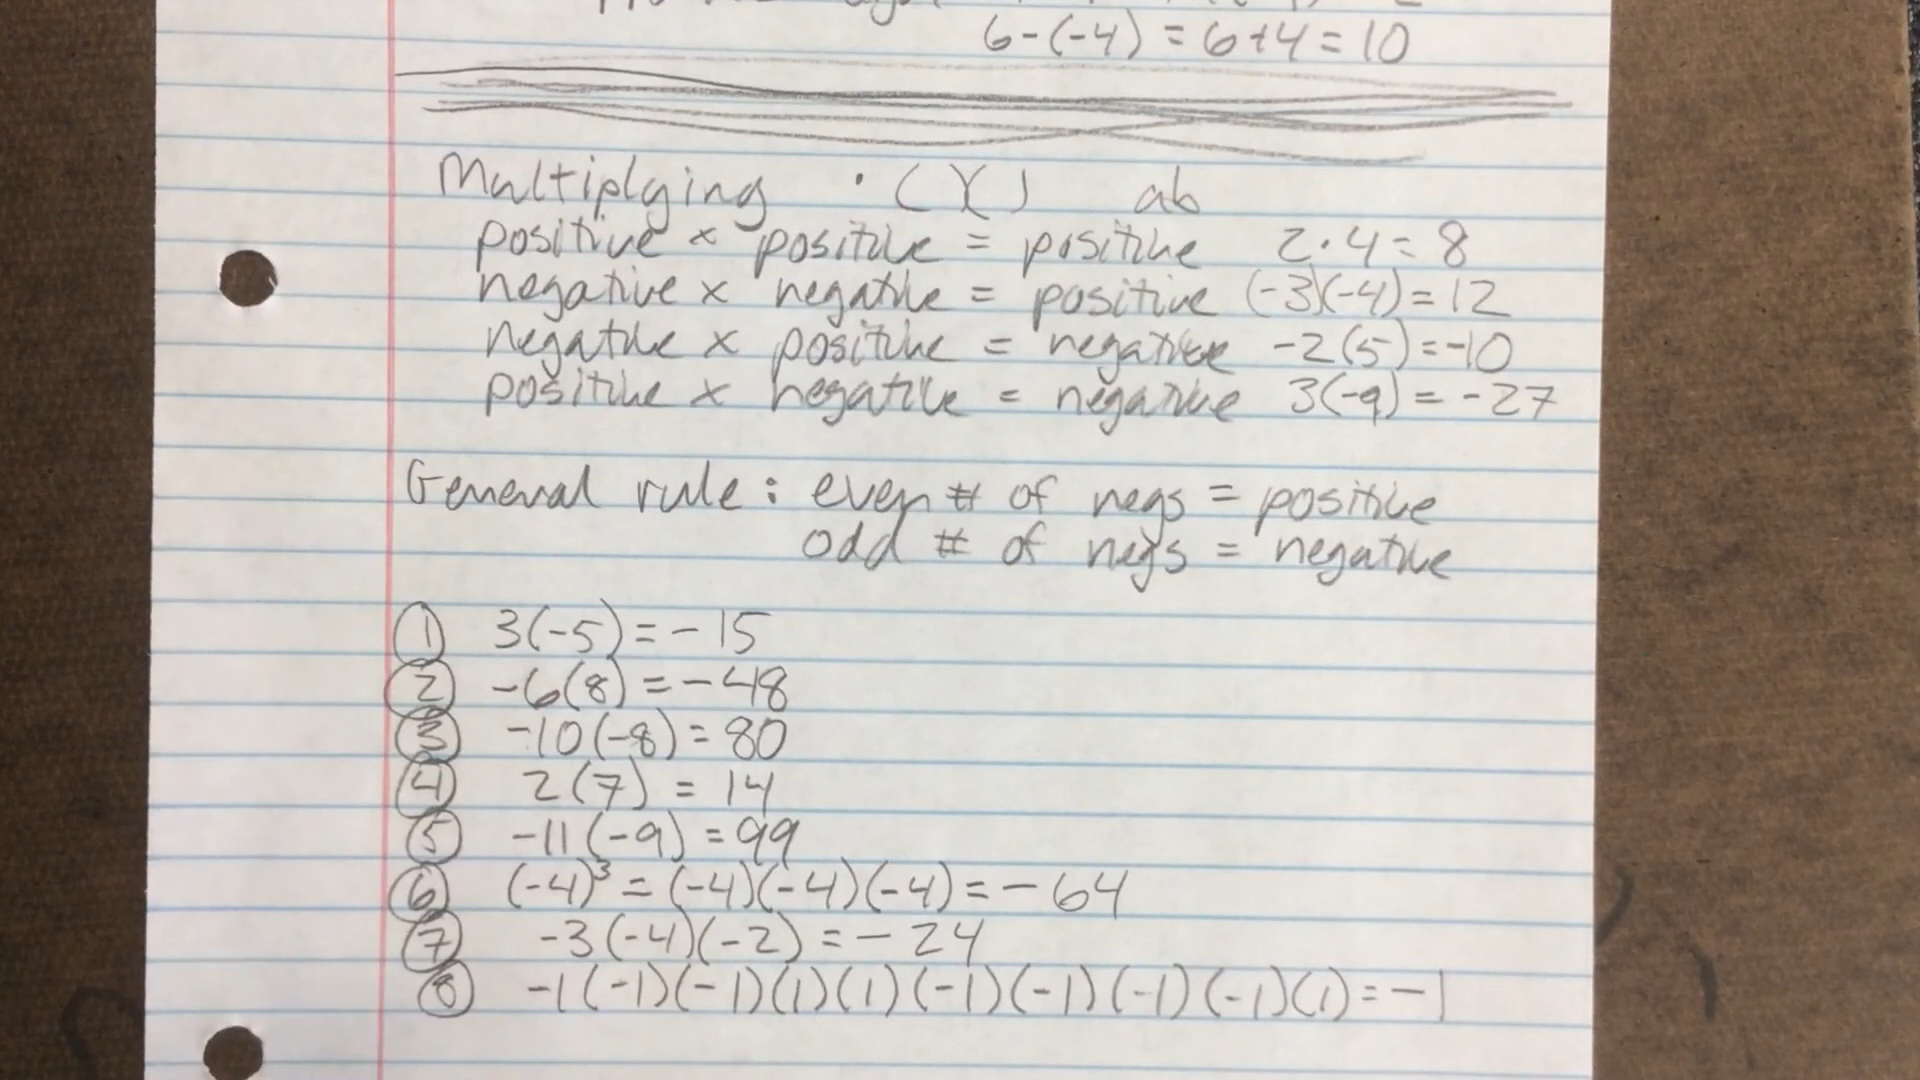 6-(-4) = 6+4 = 10
Multiplying · ( )( ) ab
positive x positive = positive 2·4 = 8
negative x negative = positive (-3)(-4) = 12
negative x positive = negative -2(5) = -10
positive x negative = negative 3(-9) = -27
General rule: even # of negs = positive
odd # of negs = negative
① 3(-5) = -15
② -6(8) = -48
③ -10(-8) = 80
④ 2(7) = 14
⑤ -11(-9) = 99
⑥ (-4)³ = (-4)(-4)(-4) = -64
⑦ -3(-4)(-2) = -24
⑧ -1(-1)(-1)(1)(1)(-1)(-1)(-1)(-1)(1) = -1